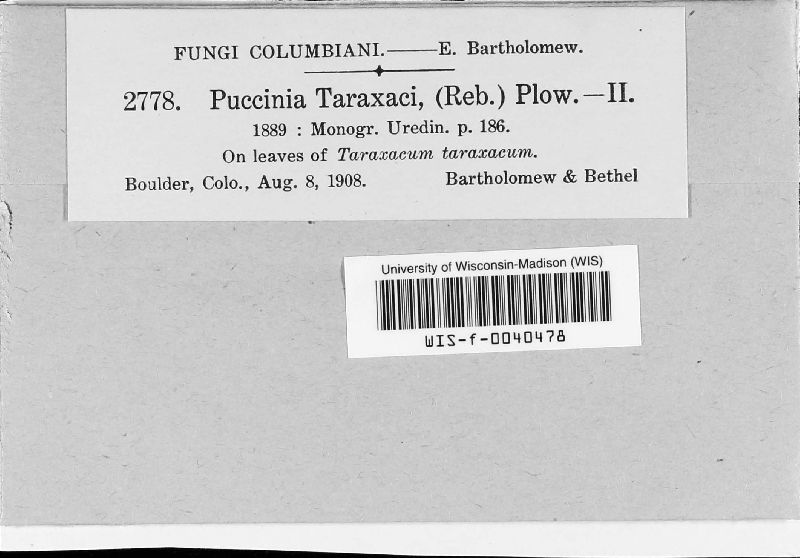 FUNGI COLUMBIANI.——E. Bartholomew.
2778. Puccinia Taraxaci, (Reb.) Plow.—II.
1889 : Monogr. Uredin. p. 186.
On leaves of Taraxacum taraxacum.
Boulder, Colo., Aug. 8, 1908. Bartholomew & Bethel
University of Wisconsin-Madison (WIS)
WIS-f-0040478